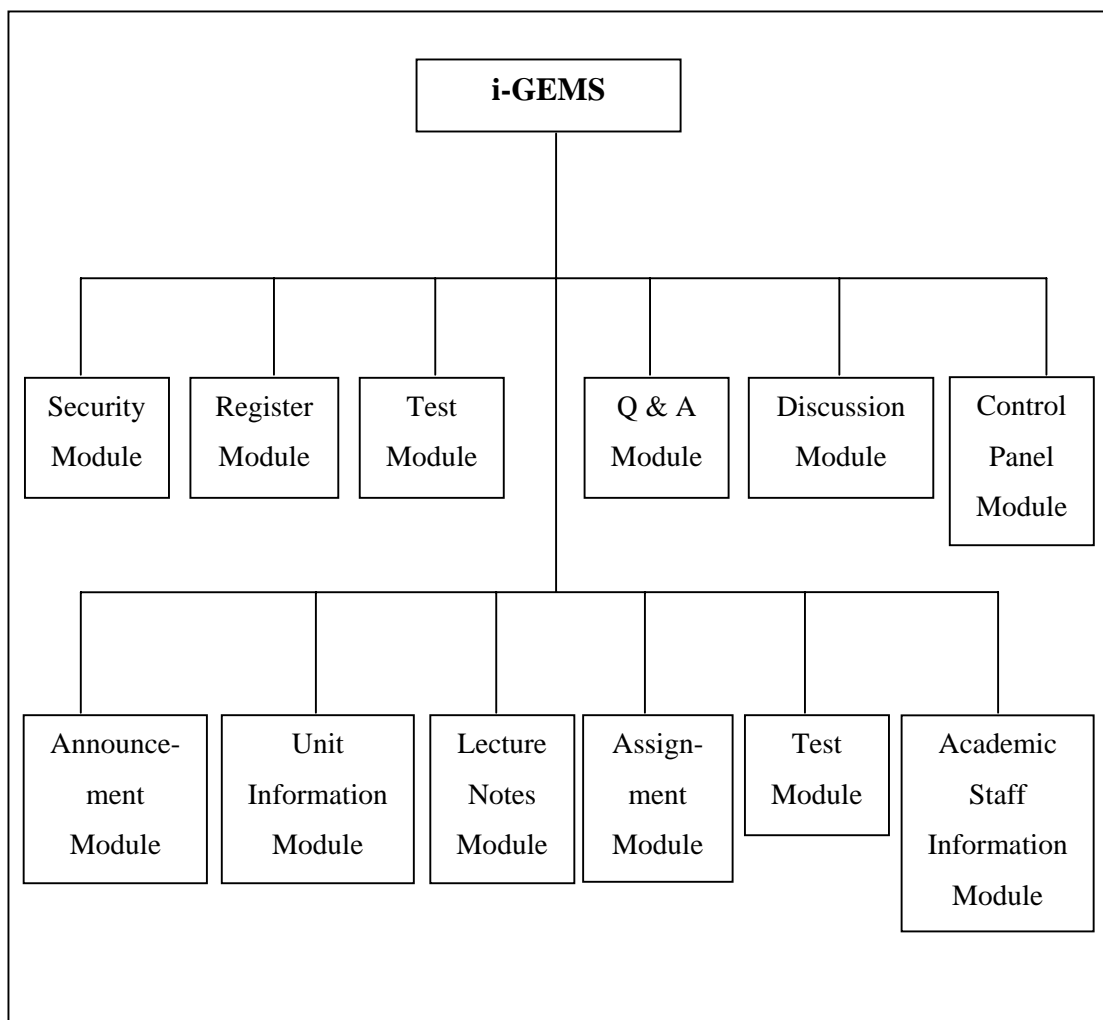 i-GEMS
Security
Module
Register
Module
Test
Module
Q & A
Module
Discussion
Module
Control
Panel
Module
Announce-
ment
Module
Unit
Information
Module
Lecture
Notes
Module
Assign-
ment
Module
Test
Module
Academic
Staff
Information
Module